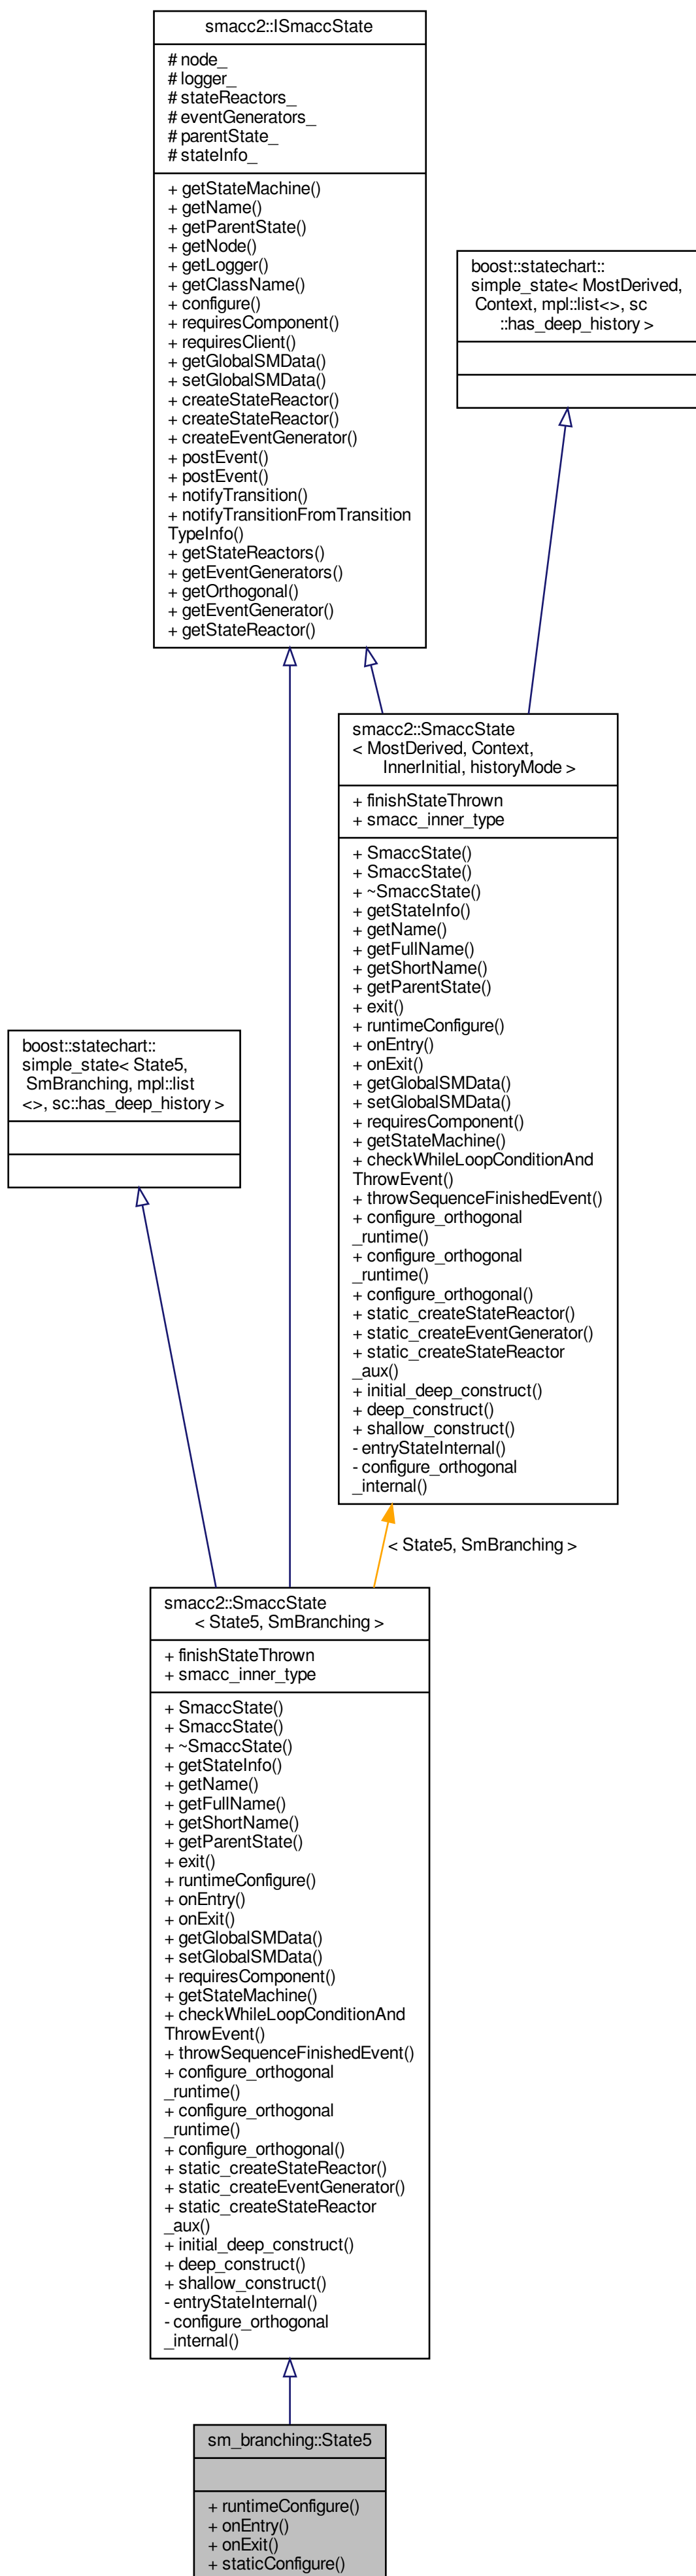 smacc2::ISmaccState
# node_
# logger_
# stateReactors_
# eventGenerators_
# parentState_
# stateInfo_
+ getStateMachine()
+ getName()
+ getParentState()
+ getNode()
+ getLogger()
+ getClassName()
+ configure()
+ requiresComponent()
+ requiresClient()
+ getGlobalSMData()
+ setGlobalSMData()
+ createStateReactor()
+ createStateReactor()
+ createEventGenerator()
+ postEvent()
+ postEvent()
+ notifyTransition()
+ notifyTransitionFromTransition
TypeInfo()
+ getStateReactors()
+ getEventGenerators()
+ getOrthogonal()
+ getEventGenerator()
+ getStateReactor()
boost::statechart::
simple_state< MostDerived,
Context, mpl::list<>, sc
::has_deep_history >
smacc2::SmaccState
< MostDerived, Context,
InnerInitial, historyMode >
+ finishStateThrown
+ smacc_inner_type
+ SmaccState()
+ SmaccState()
+ ~SmaccState()
+ getStateInfo()
+ getName()
+ getFullName()
+ getShortName()
+ getParentState()
+ exit()
+ runtimeConfigure()
+ onEntry()
+ onExit()
+ getGlobalSMData()
+ setGlobalSMData()
+ requiresComponent()
+ getStateMachine()
+ checkWhileLoopConditionAnd
ThrowEvent()
+ throwSequenceFinishedEvent()
+ configure_orthogonal
_runtime()
+ configure_orthogonal
_runtime()
+ configure_orthogonal()
+ static_createStateReactor()
+ static_createEventGenerator()
+ static_createStateReactor
_aux()
+ initial_deep_construct()
+ deep_construct()
+ shallow_construct()
- entryStateInternal()
- configure_orthogonal
_internal()
boost::statechart::
simple_state< State5,
SmBranching, mpl::list
<>, sc::has_deep_history >
< State5, SmBranching >
smacc2::SmaccState
< State5, SmBranching >
+ finishStateThrown
+ smacc_inner_type
+ SmaccState()
+ SmaccState()
+ ~SmaccState()
+ getStateInfo()
+ getName()
+ getFullName()
+ getShortName()
+ getParentState()
+ exit()
+ runtimeConfigure()
+ onEntry()
+ onExit()
+ getGlobalSMData()
+ setGlobalSMData()
+ requiresComponent()
+ getStateMachine()
+ checkWhileLoopConditionAnd
ThrowEvent()
+ throwSequenceFinishedEvent()
+ configure_orthogonal
_runtime()
+ configure_orthogonal
_runtime()
+ configure_orthogonal()
+ static_createStateReactor()
+ static_createEventGenerator()
+ static_createStateReactor
_aux()
+ initial_deep_construct()
+ deep_construct()
+ shallow_construct()
- entryStateInternal()
- configure_orthogonal
_internal()
sm_branching::State5
+ runtimeConfigure()
+ onEntry()
+ onExit()
+ staticConfigure()